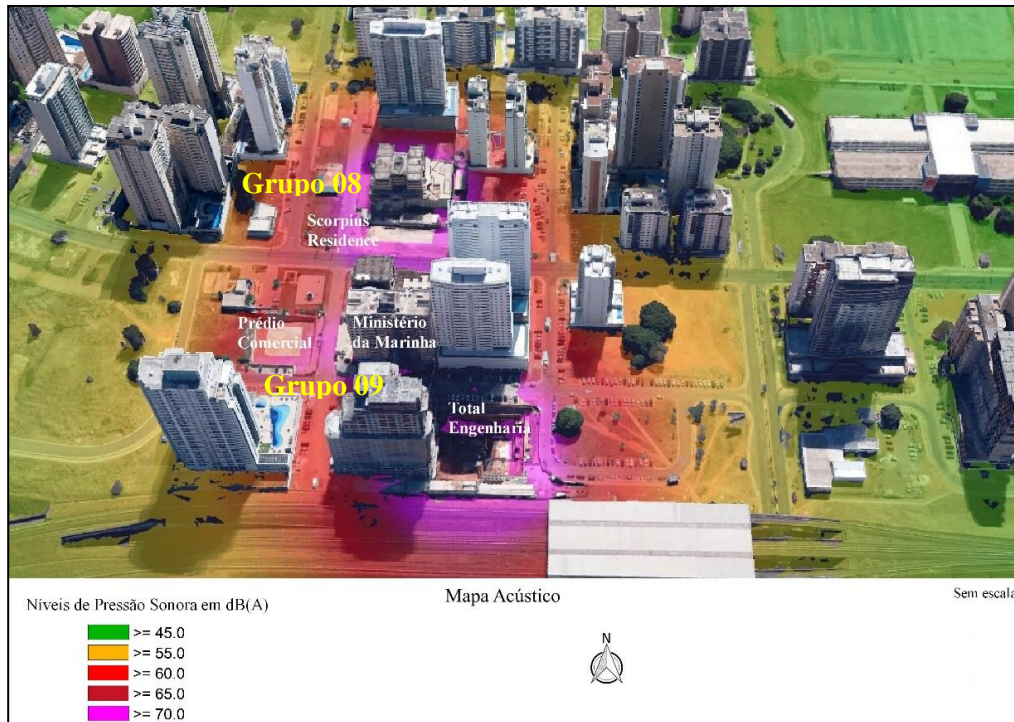 Grupo 08
Scorpius
Residence
Prédio
Comercial
Ministério
da Marinha
Grupo 09
Total
Engenharia
Níveis de Pressão Sonora em dB(A)
>= 45.0
>= 55.0
>= 60.0
>= 65.0
>= 70.0
Mapa Acústico
Sem escala
N